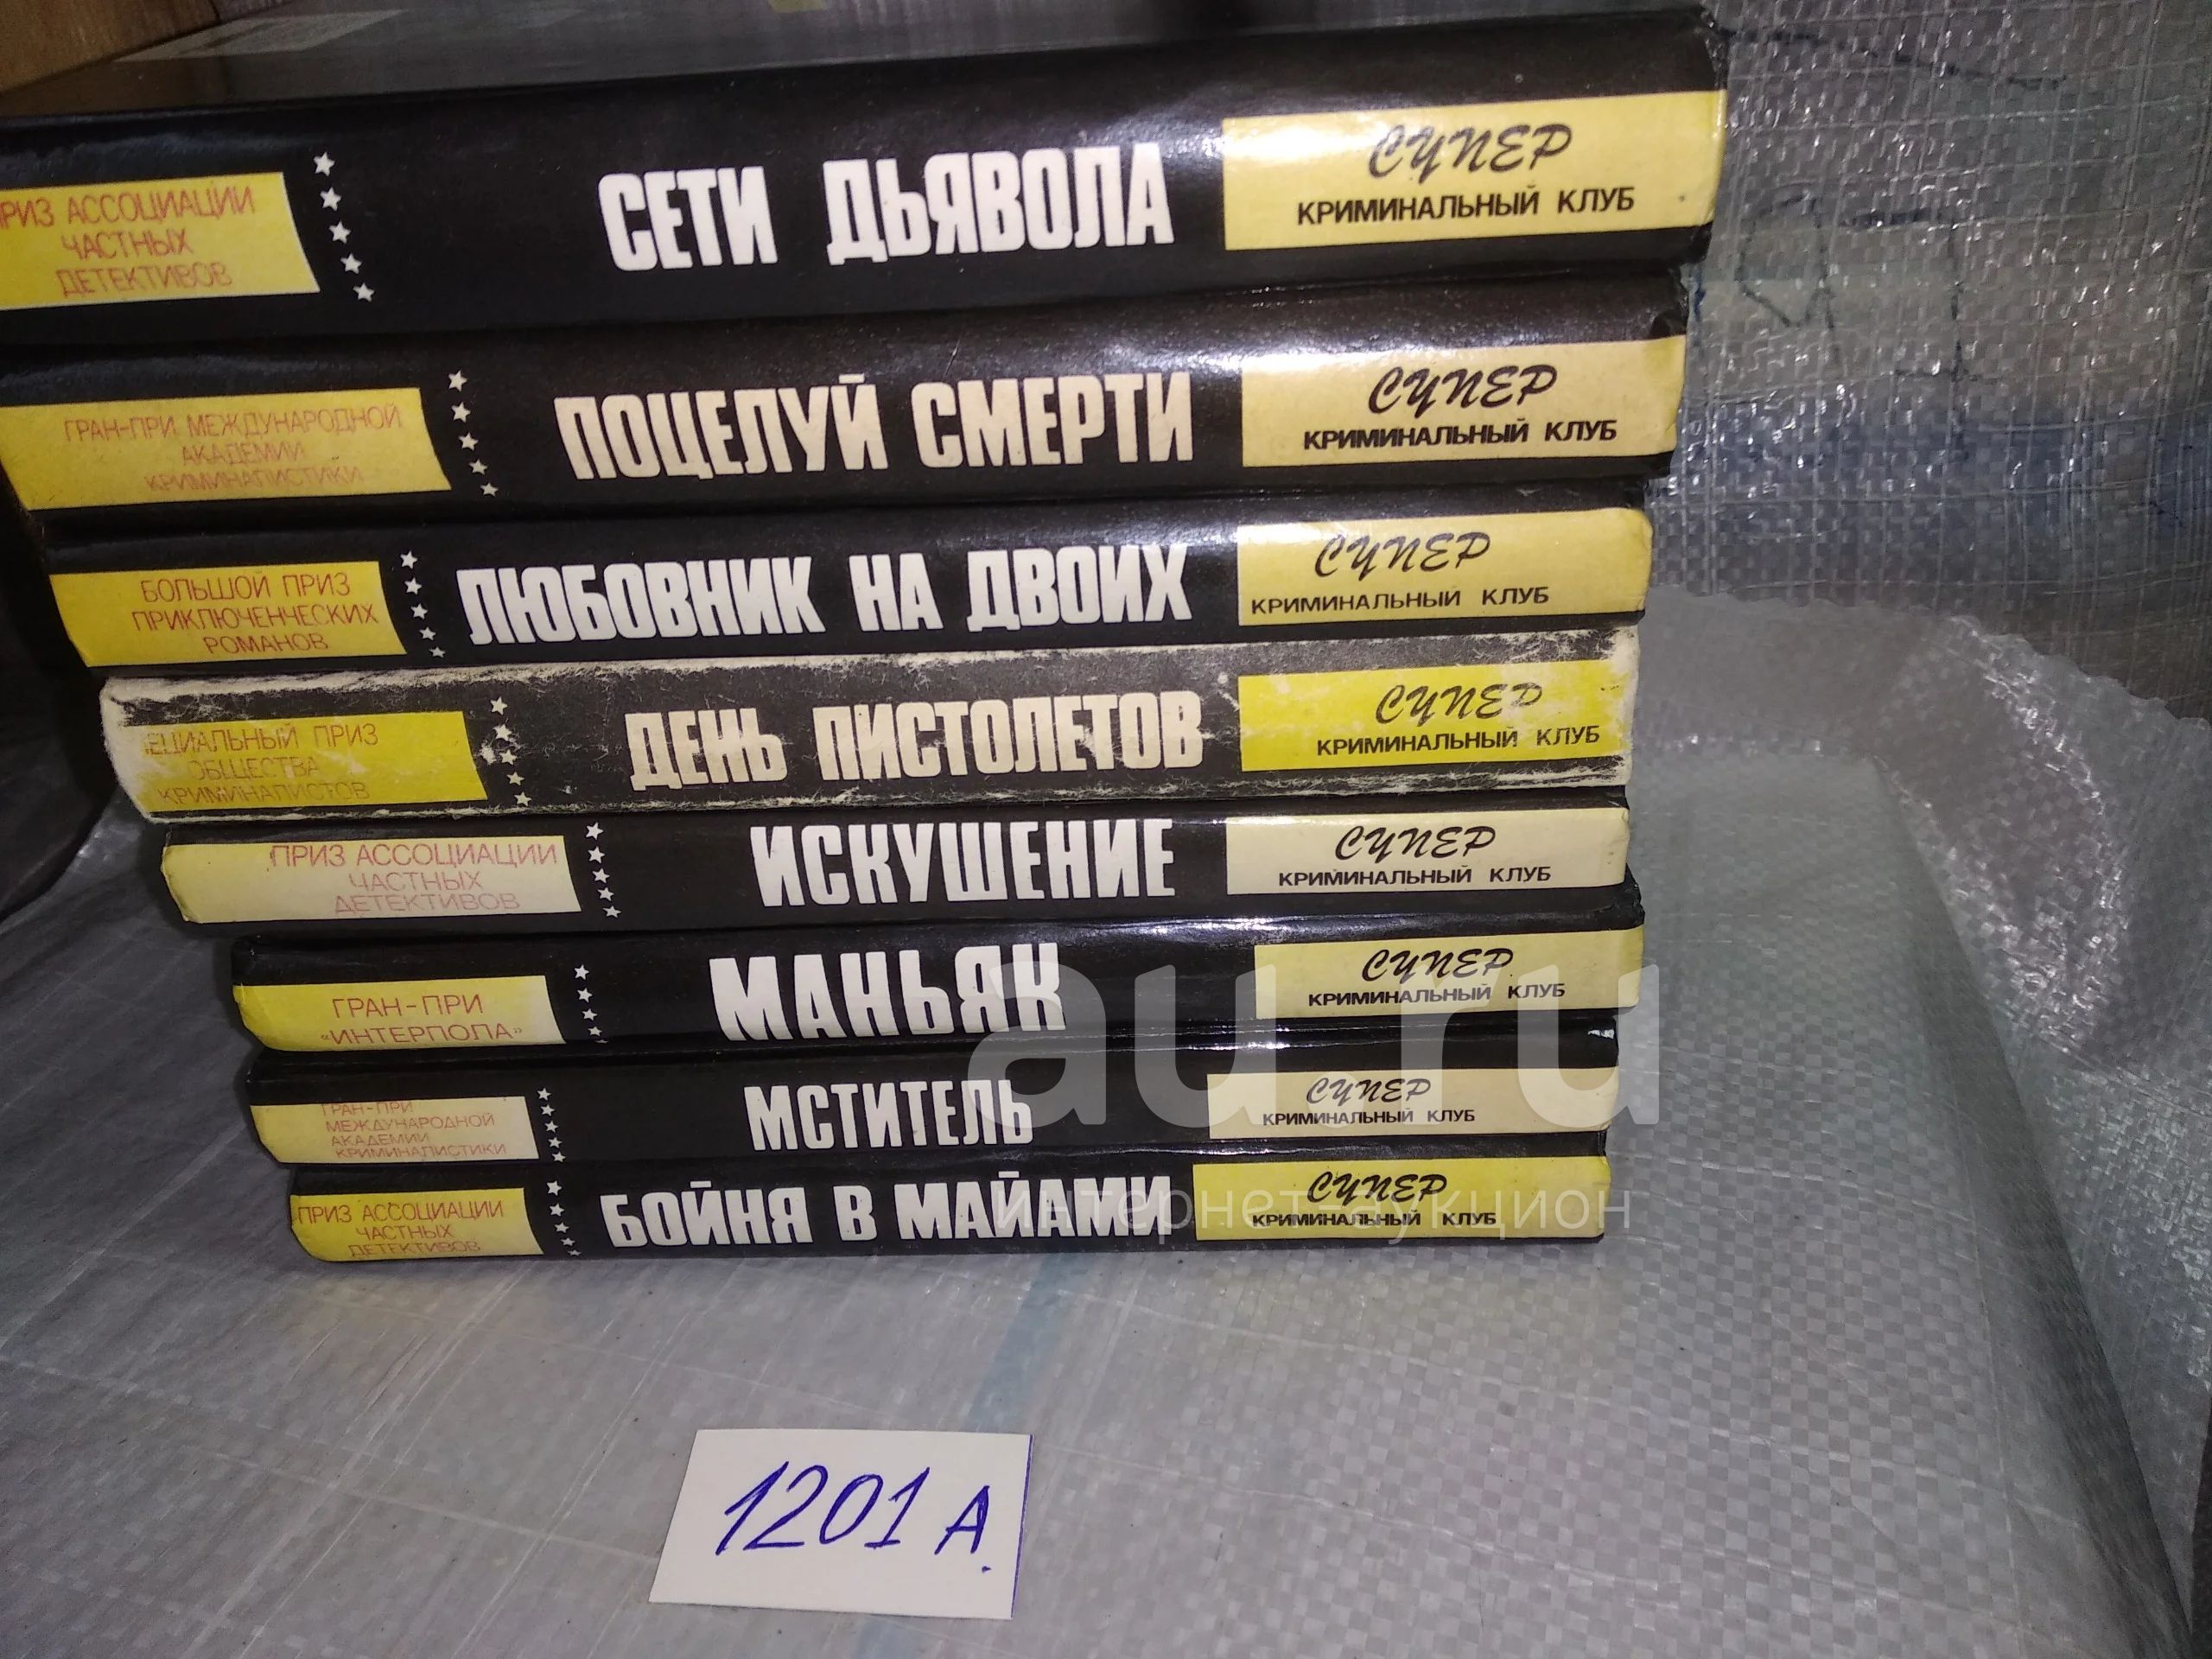 ПРИЗ АССОЦИАЦИИ
ЧАСТНЫХ
ДЕТЕКТИВОВ
СЕТИ ДЬЯВОЛА
СУПЕР
КРИМИНАЛЬНЫЙ КЛУБ
ГРАН-ПРИ МЕЖДУНАРОДНОЙ
АКАДЕМИИ
КРИМИНАЛИСТИКИ
ПОЦЕЛУЙ СМЕРТИ
СУПЕР
КРИМИНАЛЬНЫЙ КЛУБ
БОЛЬШОЙ ПРИЗ
ПРИКЛЮЧЕНЧЕСКИХ
РОМАНОВ
ЛЮБОВНИК НА ДВОИХ
СУПЕР
КРИМИНАЛЬНЫЙ КЛУБ
ЕЦИАЛЬНЫЙ ПРИЗ
ОБЩЕСТВА
КРИМИНАЛИСТОВ
ДЕНЬ ПИСТОЛЕТОВ
СУПЕР
КРИМИНАЛЬНЫЙ КЛУБ
ПРИЗ АССОЦИАЦИИ
ЧАСТНЫХ
ДЕТЕКТИВОВ
ИСКУШЕНИЕ
СУПЕР
КРИМИНАЛЬНЫЙ КЛУБ
ГРАН-ПРИ
«ИНТЕРПОЛА»
МАНЬЯК
СУПЕР
КРИМИНАЛЬНЫЙ КЛУБ
ГРАН-ПРИ
МЕЖДУНАРОДНОЙ
АКАДЕМИИ
КРИМИНАЛИСТИКИ
МСТИТЕЛЬ
СУПЕР
КРИМИНАЛЬНЫЙ КЛУБ
ПРИЗ АССОЦИАЦИИ
ЧАСТНЫХ
ДЕТЕКТИВОВ
БОЙНЯ В МАЙАМИ
СУПЕР
КРИМИНАЛЬНЫЙ КЛУБ
au.ru
интернет-аукцион
1201 А.